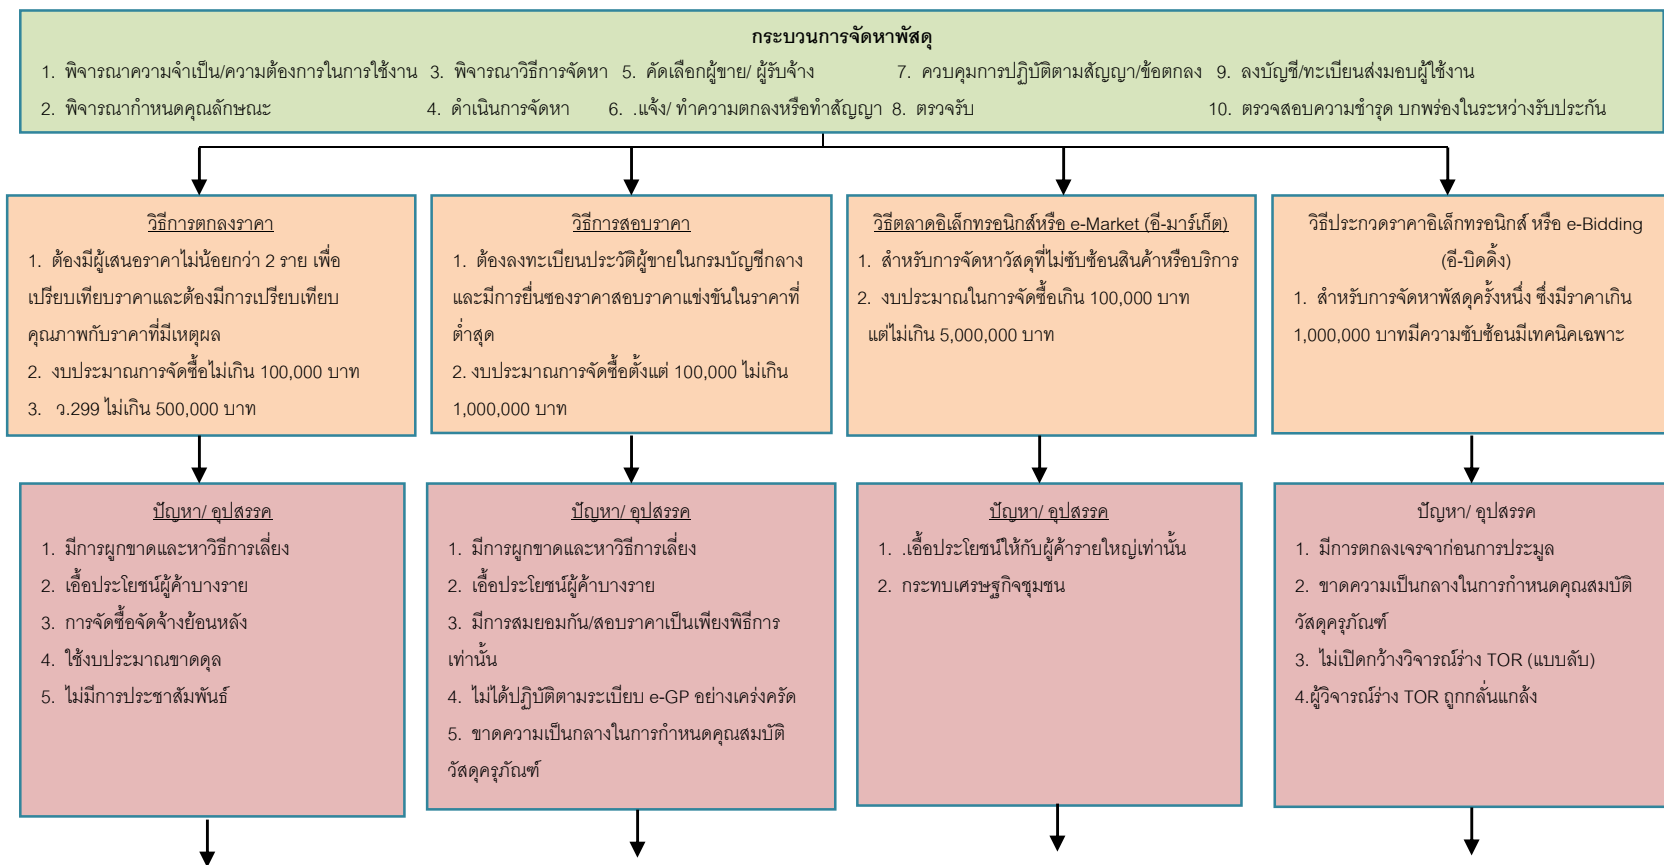 กระบวนการจัดหาพัสดุ
1. พิจารณาความจำเป็น/ความต้องการในการใช้งาน 3. พิจารณาวิธีการจัดหา 5. คัดเลือกผู้ขาย/ ผู้รับจ้าง 7. ควบคุมการปฏิบัติตามสัญญา/ข้อตกลง 9. ลงบัญชี/ทะเบียนส่งมอบผู้ใช้งาน
2. พิจารณากำหนดคุณลักษณะ 4. ดำเนินการจัดหา 6. .แจ้ง/ ทำความตกลงหรือทำสัญญา 8. ตรวจรับ 10. ตรวจสอบความชำรุด บกพร่องในระหว่างรับประกัน
วิธีการตกลงราคา
1. ต้องมีผู้เสนอราคาไม่น้อยกว่า 2 ราย เพื่อ
เปรียบเทียบราคาและต้องมีการเปรียบเทียบ
คุณภาพกับราคาที่มีเหตุผล
2. งบประมาณการจัดซื้อไม่เกิน 100,000 บาท
3. ว.299 ไม่เกิน 500,000 บาท
วิธีการสอบราคา
1. ต้องลงทะเบียนประวัติผู้ขายในกรมบัญชีกลาง
และมีการยื่นซองราคาสอบราคาแข่งขันในราคาที่
ต่ำสุด
2. งบประมาณการจัดซื้อตั้งแต่ 100,000 ไม่เกิน
1,000,000 บาท
วิธีตลาดอิเล็กทรอนิกส์หรือ e-Market (อี-มาร์เก็ต)
1. สำหรับการจัดหาวัสดุที่ไม่ซับซ้อนสินค้าหรือบริการ
2. งบประมาณในการจัดซื้อเกิน 100,000 บาท
แต่ไม่เกิน 5,000,000 บาท
วิธีประกวดราคาอิเล็กทรอนิกส์ หรือ e-Bidding
(อี-บิดดิ้ง)
1. สำหรับการจัดหาพัสดุครั้งหนึ่ง ซึ่งมีราคาเกิน
1,000,000 บาทมีความซับซ้อนมีเทคนิคเฉพาะ
ปัญหา/ อุปสรรค
1. มีการผูกขาดและหาวิธีการเลี่ยง
2. เอื้อประโยชน์ผู้ค้าบางราย
3. การจัดซื้อจัดจ้างย้อนหลัง
4. ใช้งบประมาณขาดดุล
5. ไม่มีการประชาสัมพันธ์
ปัญหา/ อุปสรรค
1. มีการผูกขาดและหาวิธีการเลี่ยง
2. เอื้อประโยชน์ผู้ค้าบางราย
3. มีการสมยอมกัน/สอบราคาเป็นเพียงพิธีการ
เท่านั้น
4. ไม่ได้ปฏิบัติตามระเบียบ e-GP อย่างเคร่งครัด
5. ขาดความเป็นกลางในการกำหนดคุณสมบัติ
วัสดุครุภัณฑ์
ปัญหา/ อุปสรรค
1. .เอื้อประโยชน์ให้กับผู้ค้ารายใหญ่เท่านั้น
2. กระทบเศรษฐกิจชุมชน
ปัญหา/ อุปสรรค
1. มีการตกลงเจรจาก่อนการประมูล
2. ขาดความเป็นกลางในการกำหนดคุณสมบัติ
วัสดุครุภัณฑ์
3. ไม่เปิดกว้างวิจารณ์ร่าง TOR (แบบลับ)
4.ผู้วิจารณ์ร่าง TOR ถูกกลั่นแกล้ง